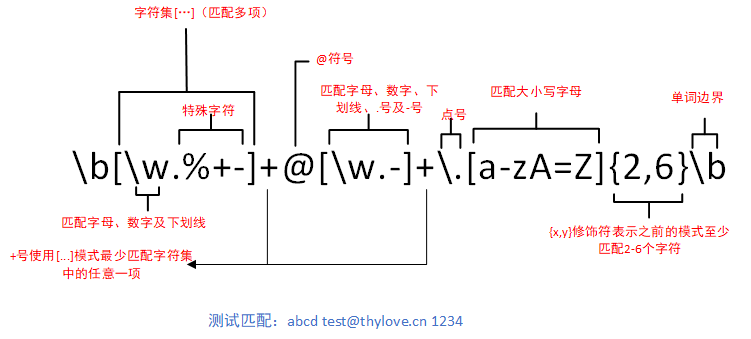 字符集[…]（匹配多项）
@符号
匹配字母、数字、下
划线、.号及-号
匹配大小写字母
特殊字符
点号
单词边界
\b[\w.%+-]+@[\w.-]+\.[a-zA=Z]{2,6}\b
匹配字母、数字及下划线
{x,y}修饰符表示之前的模式至少
匹配2-6个字符
+号使用[...]模式最少匹配字符集
中的任意一项
测试匹配：abcd test@thylove.cn 1234